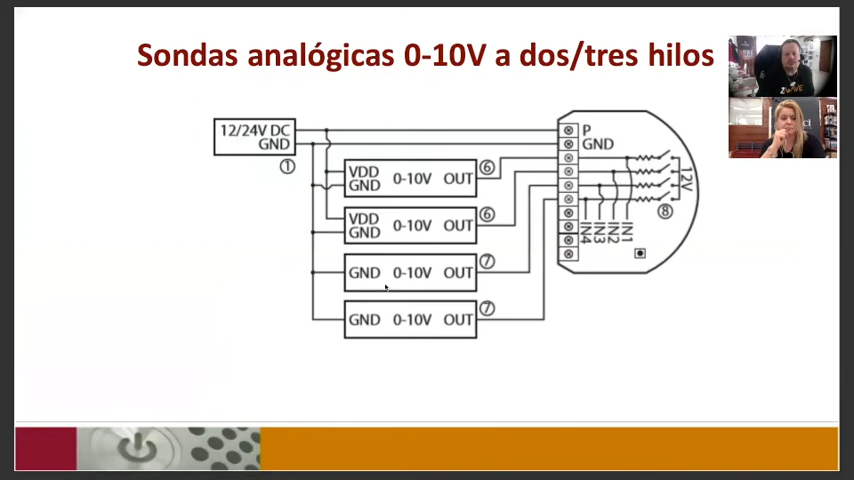 Sondas analógicas 0-10V a dos/tres hilos
12/24V DC
GND
①
P
GND
VDD
GND
0-10V
OUT
⑥
VDD
GND
0-10V
OUT
⑥
GND
0-10V
OUT
⑦
GND
0-10V
OUT
⑦
12V
⑧
IN4
IN3
IN2
IN1